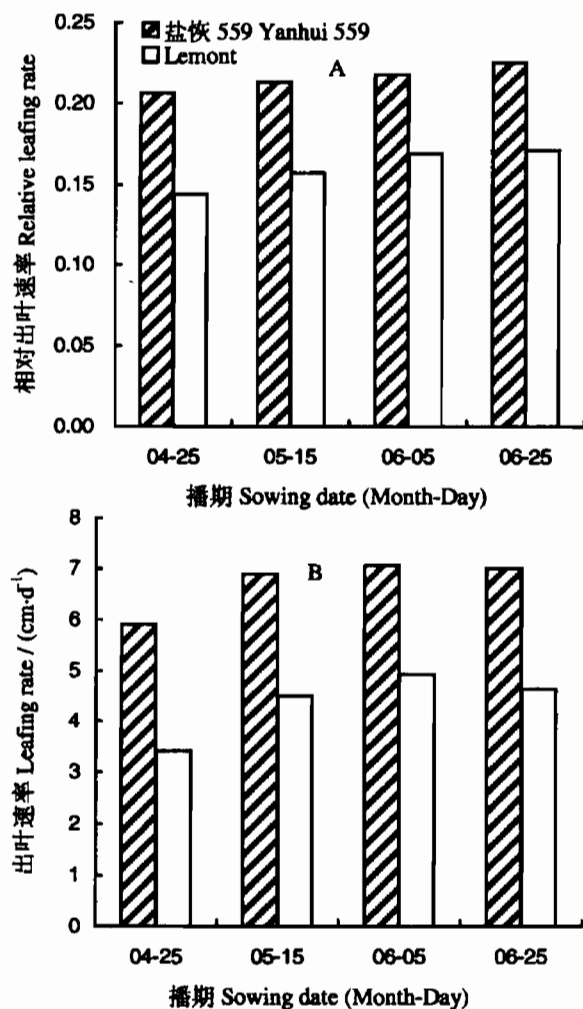 盐恢 559 Yanhui 559
Lemont
A
相对出叶速率 Relative leafing rate
0.25
0.20
0.15
0.10
0.05
0.00
04-25 05-15 06-05 06-25
播期 Sowing date (Month-Day)
B
出叶速率 Leafing rate / (cm·d⁻¹)
8
7
6
5
4
3
2
1
0
04-25 05-15 06-05 06-25
播期 Sowing date (Month-Day)